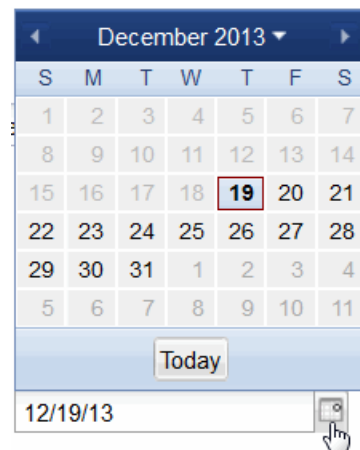 December 2013
S M T W T F S
1 2 3 4 5 6 7
8 9 10 11 12 13 14
15 16 17 18 19 20 21
22 23 24 25 26 27 28
29 30 31 1 2 3 4
5 6 7 8 9 10 11
Today
12/19/13